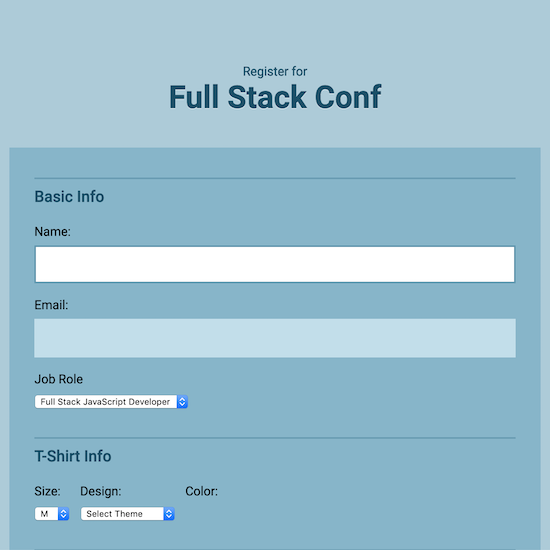 Register for
Full Stack Conf
Basic Info
Name:
Email:
Job Role
Full Stack JavaScript Developer
T-Shirt Info
Size: Design: Color:
M Select Theme